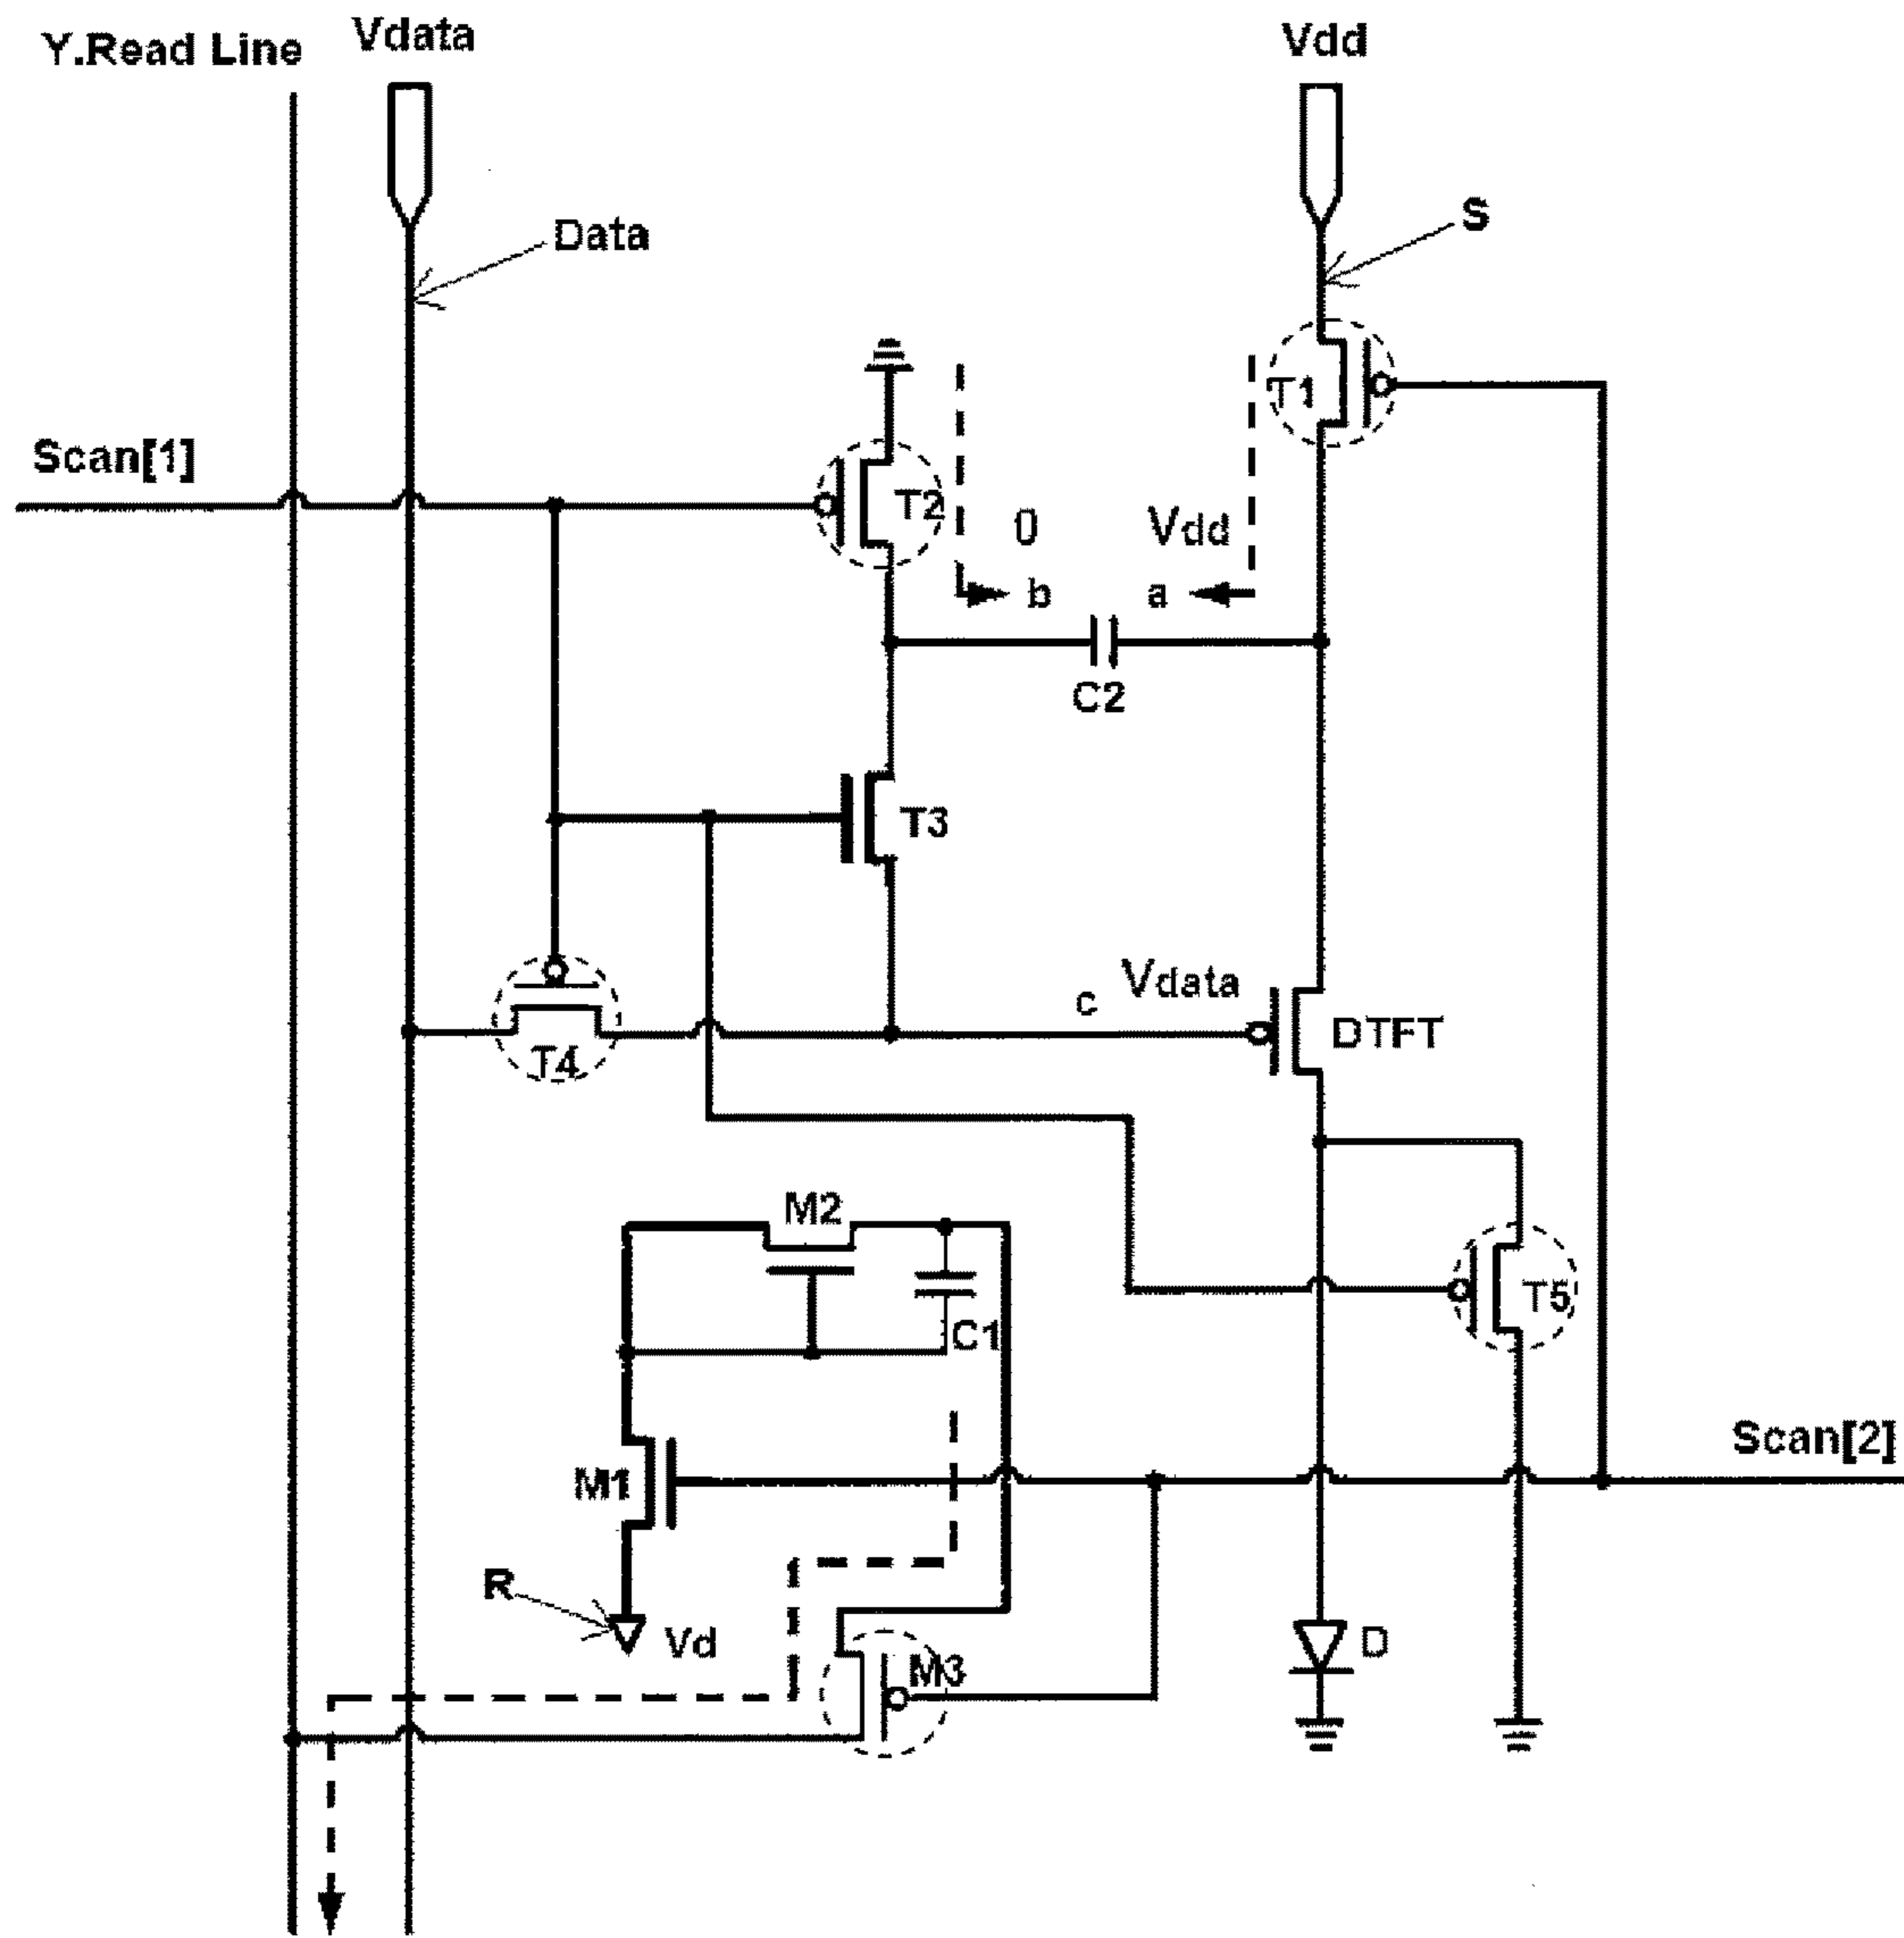 Y.Read Line
Vdata
Vdd
Data
S
T1
Scan[1]
T2
0
Vdd
b
a
C2
T3
c
Vdata
DTFT
T4
M2
T5
C1
Scan[2]
M1
R
Vd
D
M3